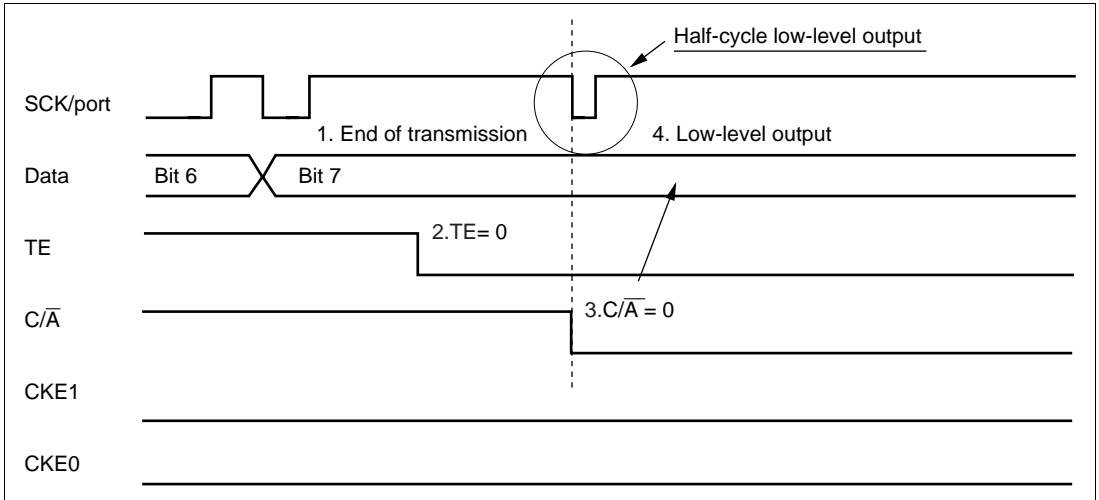 Half-cycle low-level output
SCK/port
1. End of transmission
4. Low-level output
Data
Bit 6
Bit 7
TE
2.TE= 0
C/A̅
3.C/A̅ = 0
CKE1
CKE0